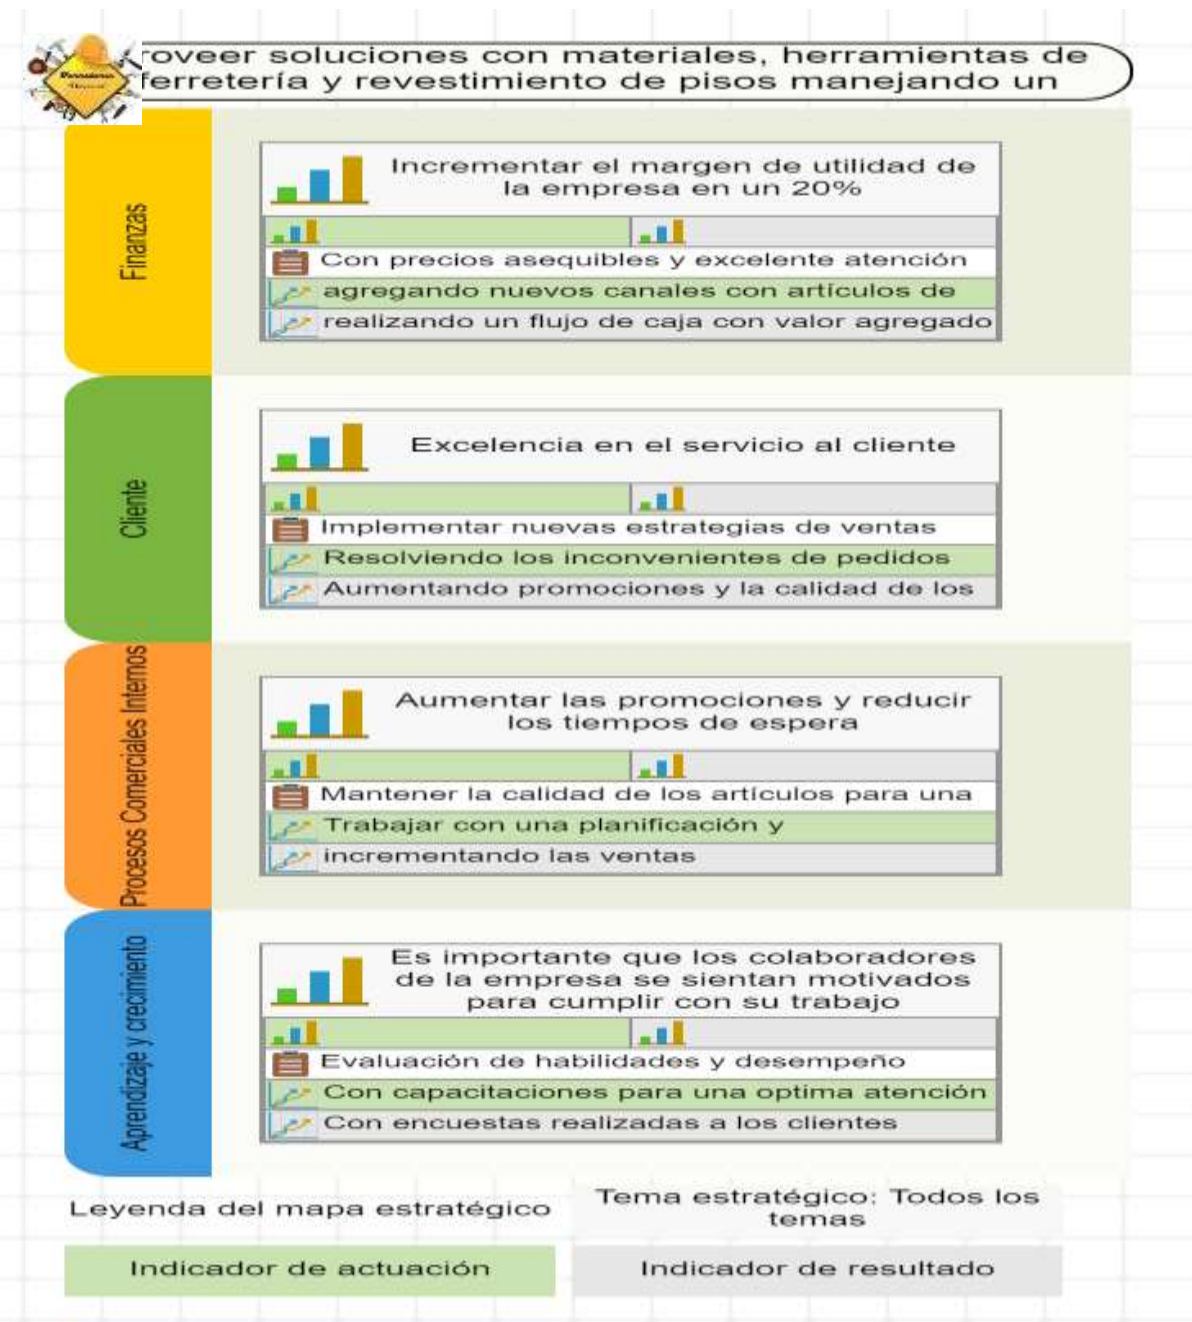 roveer soluciones con materiales, herramientas de
ferretería y revestimiento de pisos manejando un
Finanzas
Incrementar el margen de utilidad de
la empresa en un 20%
Con precios asequibles y excelente atención
agregando nuevos canales con artículos de
realizando un flujo de caja con valor agregado
Cliente
Excelencia en el servicio al cliente
Implementar nuevas estrategias de ventas
Resolviendo los inconvenientes de pedidos
Aumentando promociones y la calidad de los
Procesos Comerciales Internos
Aumentar las promociones y reducir
los tiempos de espera
Mantener la calidad de los artículos para una
Trabajar con una planificación y
incrementando las ventas
Aprendizaje y crecimiento
Es importante que los colaboradores
de la empresa se sientan motivados
para cumplir con su trabajo
Evaluación de habilidades y desempeño
Con capacitaciones para una optima atención
Con encuestas realizadas a los clientes
Leyenda del mapa estratégico
Tema estratégico: Todos los
temas
Indicador de actuación
Indicador de resultado